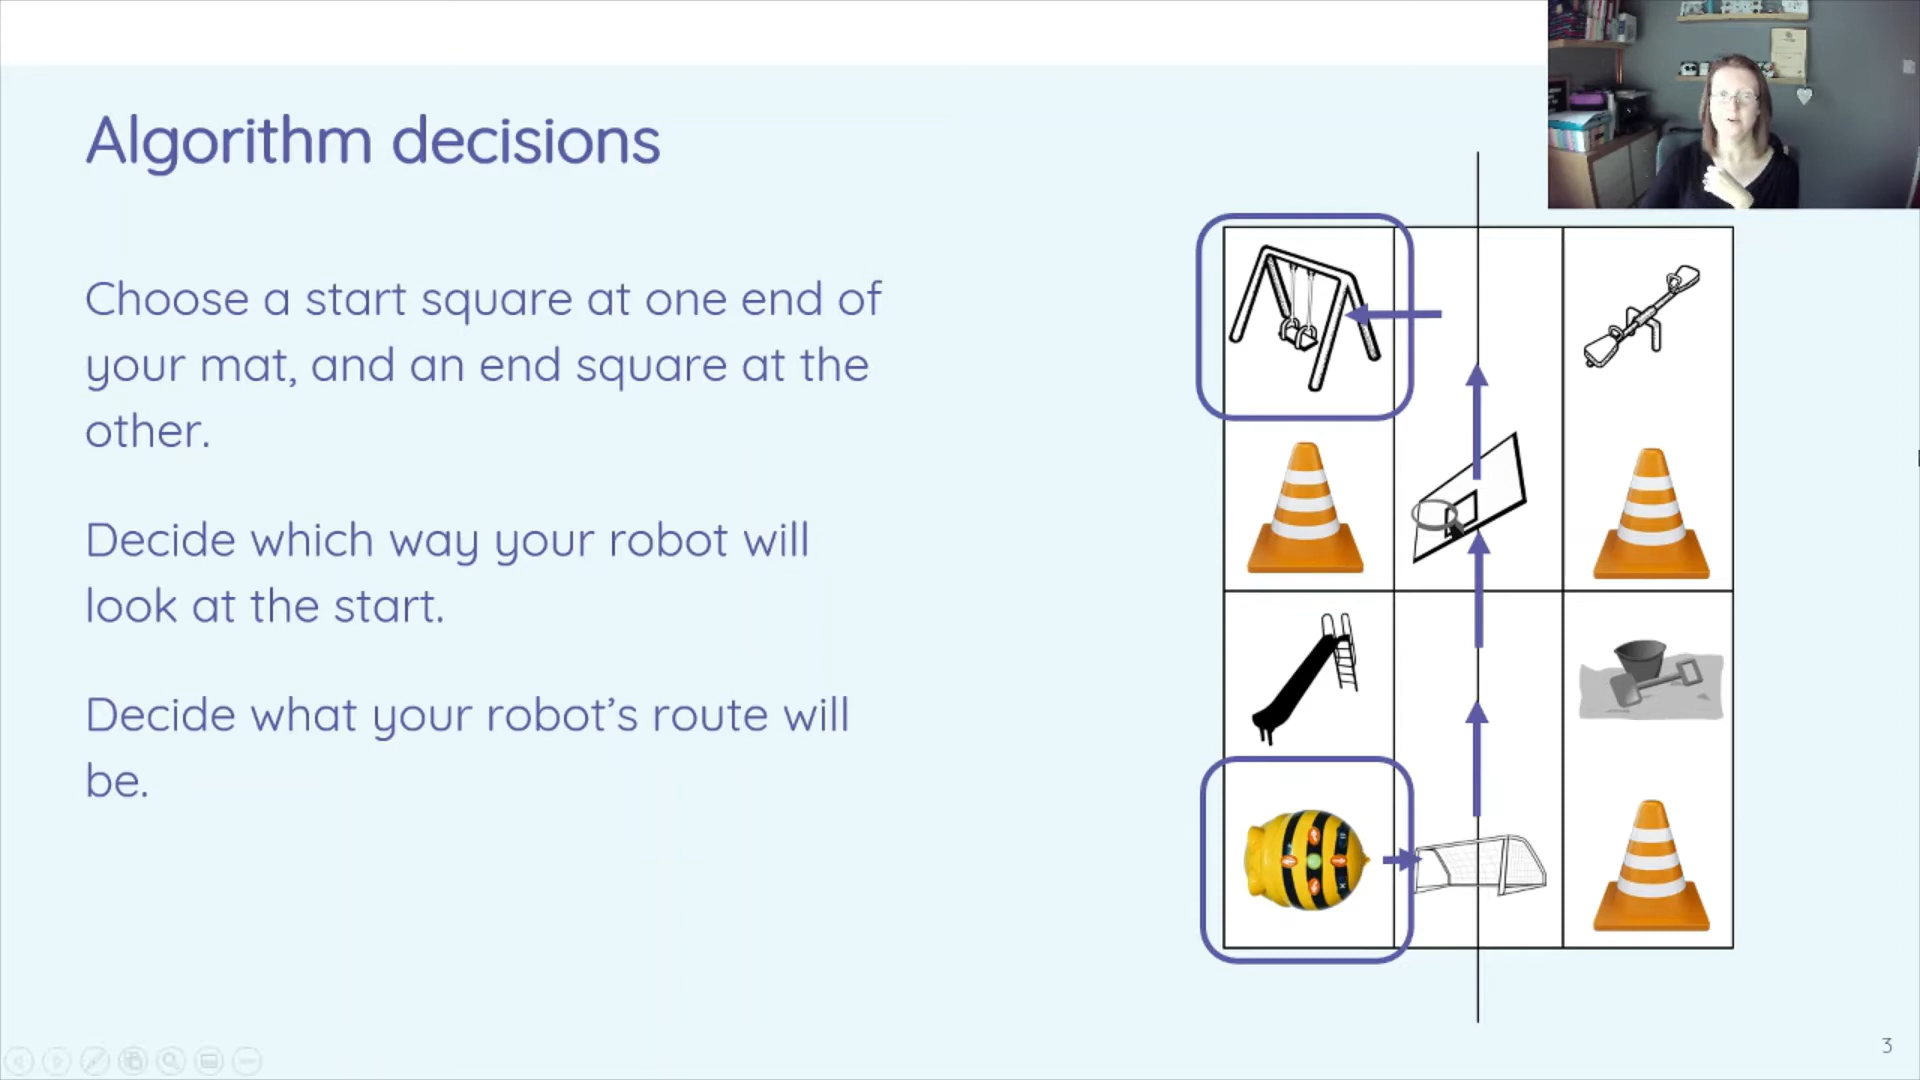 Algorithm decisions
Choose a start square at one end of
your mat, and an end square at the
other.
Decide which way your robot will
look at the start.
Decide what your robot's route will
be.
3